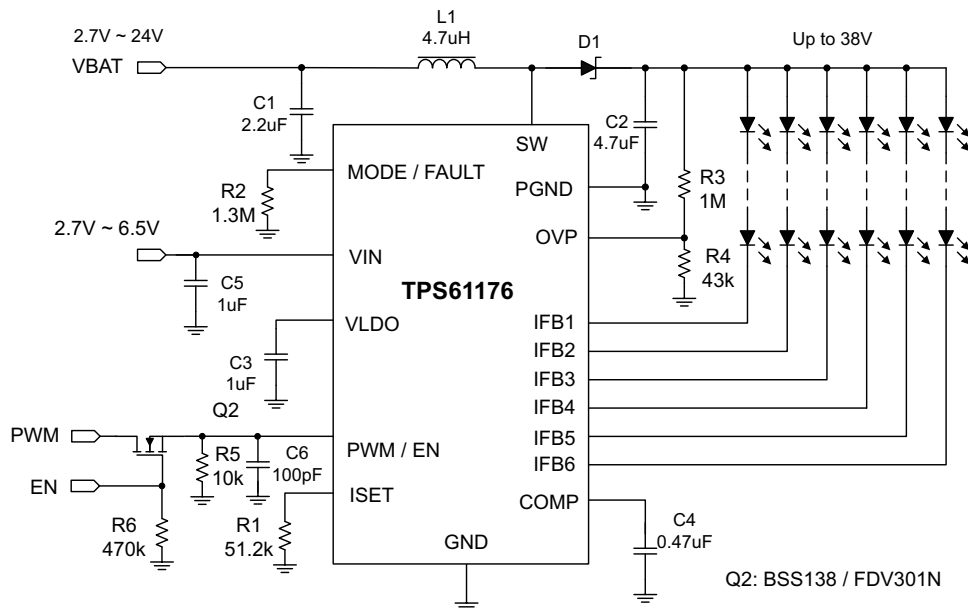 L1
4.7uH
2.7V ~ 24V
VBAT
D1
Up to 38V
C1
2.2uF
C2
4.7uF
SW
MODE / FAULT
R2
1.3M
PGND
R3
1M
2.7V ~ 6.5V
OVP
VIN
R4
43k
C5
1uF
TPS61176
VLDO
IFB1
IFB2
C3
1uF
IFB3
IFB4
Q2
PWM
IFB5
PWM / EN
R5
10k
C6
100pF
IFB6
EN
ISET
COMP
R6
470k
R1
51.2k
C4
0.47uF
GND
Q2: BSS138 / FDV301N